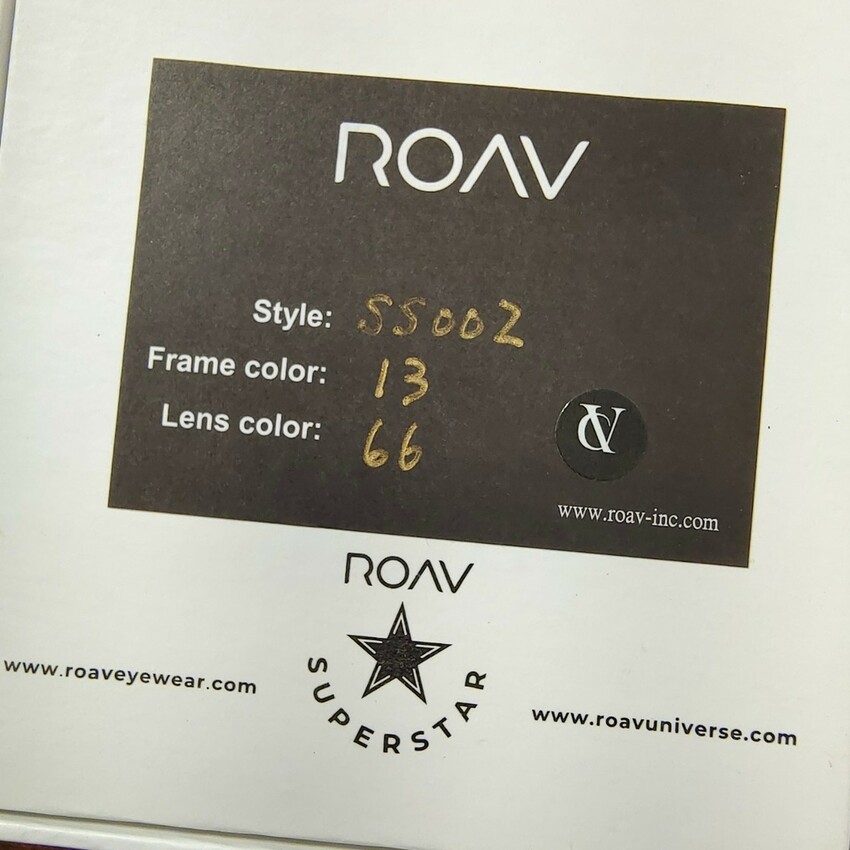 ROAV
Style: SS002
Frame color: 13
Lens color: 66
www.roav-inc.com
ROAV
SUPERSTAR
www.roaveyewear.com
www.roavuniverse.com